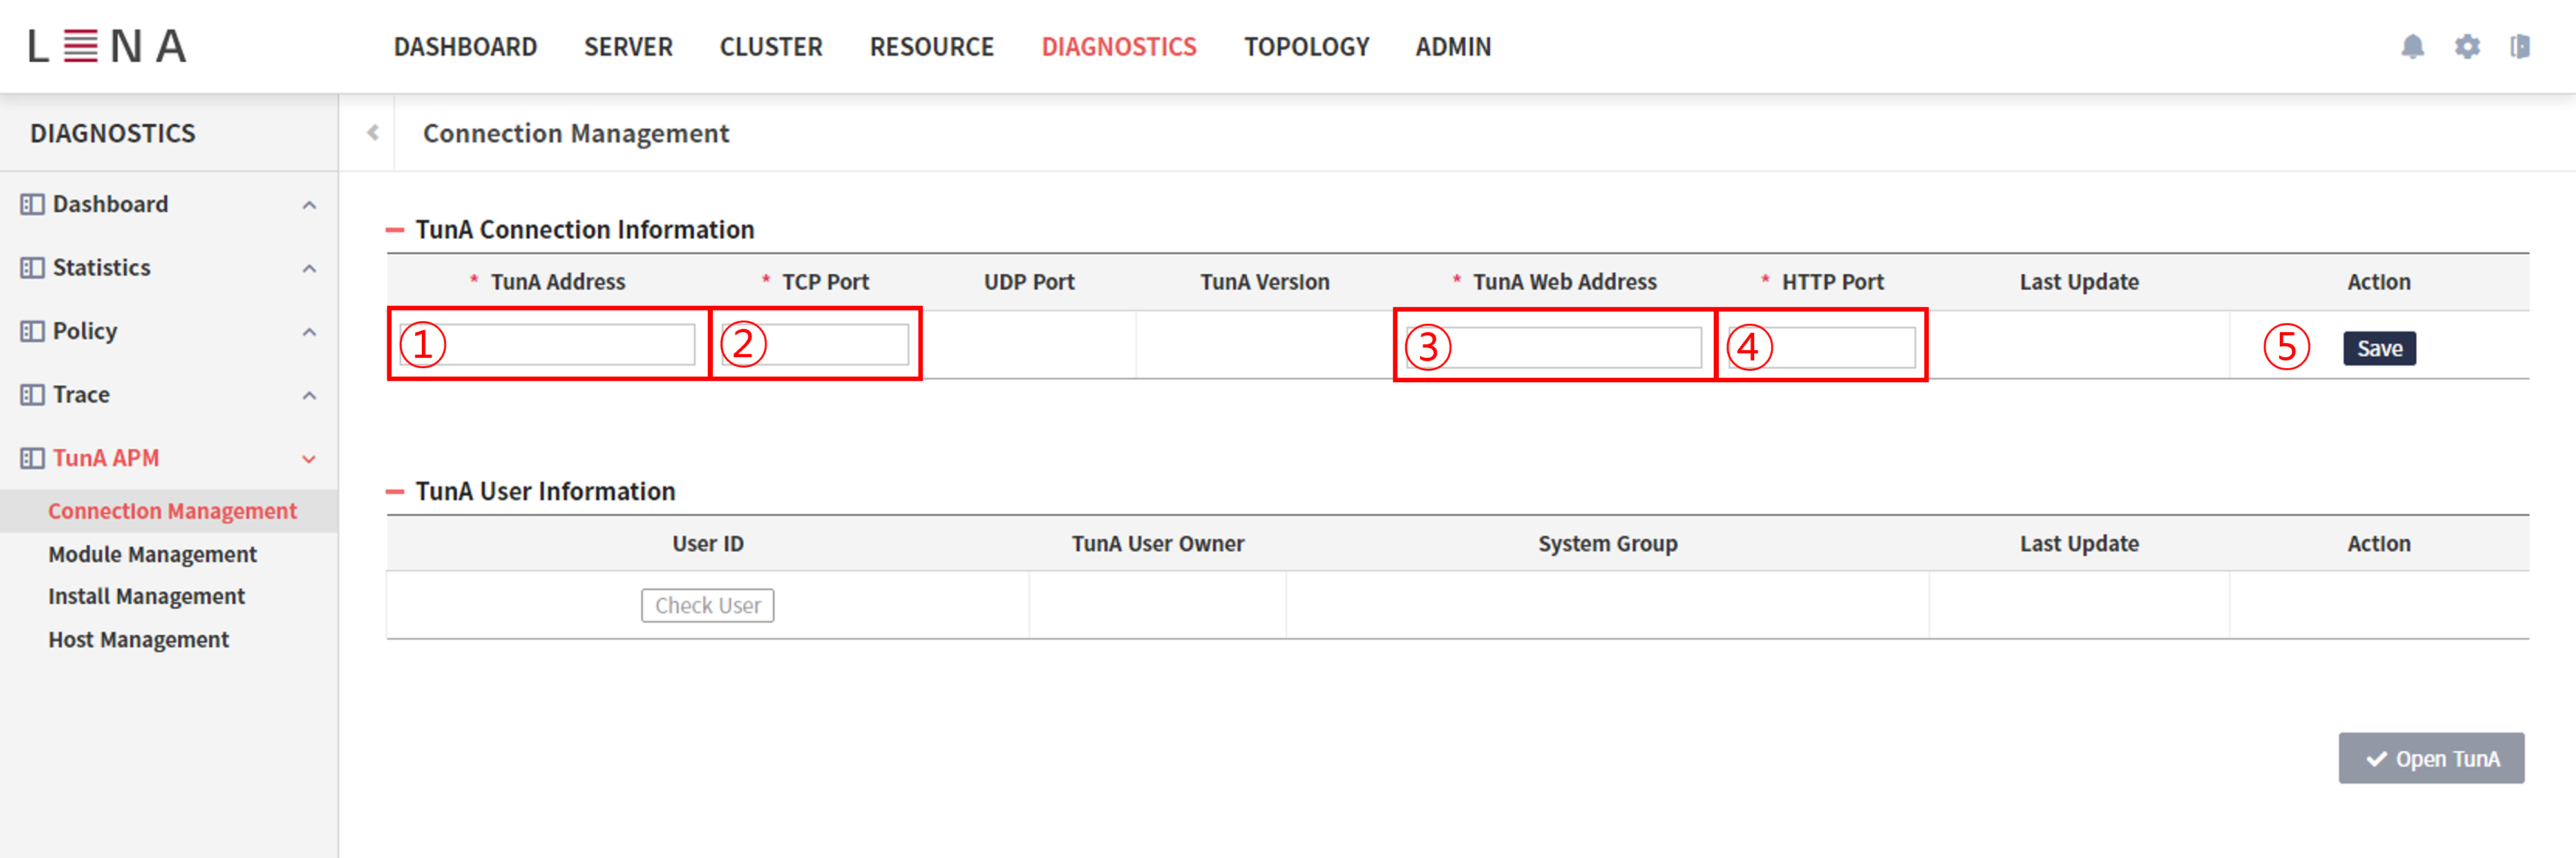 LENA DASHBOARD SERVER CLUSTER RESOURCE DIAGNOSTICS TOPOLOGY ADMIN
DIAGNOSTICS
Dashboard
Statistics
Policy
Trace
TunA APM
Connection Management
Module Management
Install Management
Host Management
Connection Management
TunA Connection Information
* TunA Address * TCP Port UDP Port TunA Version * TunA Web Address * HTTP Port Last Update Action
① ② ③ ④ ⑤ Save
TunA User Information
User ID TunA User Owner System Group Last Update Action
Check User
Open TunA